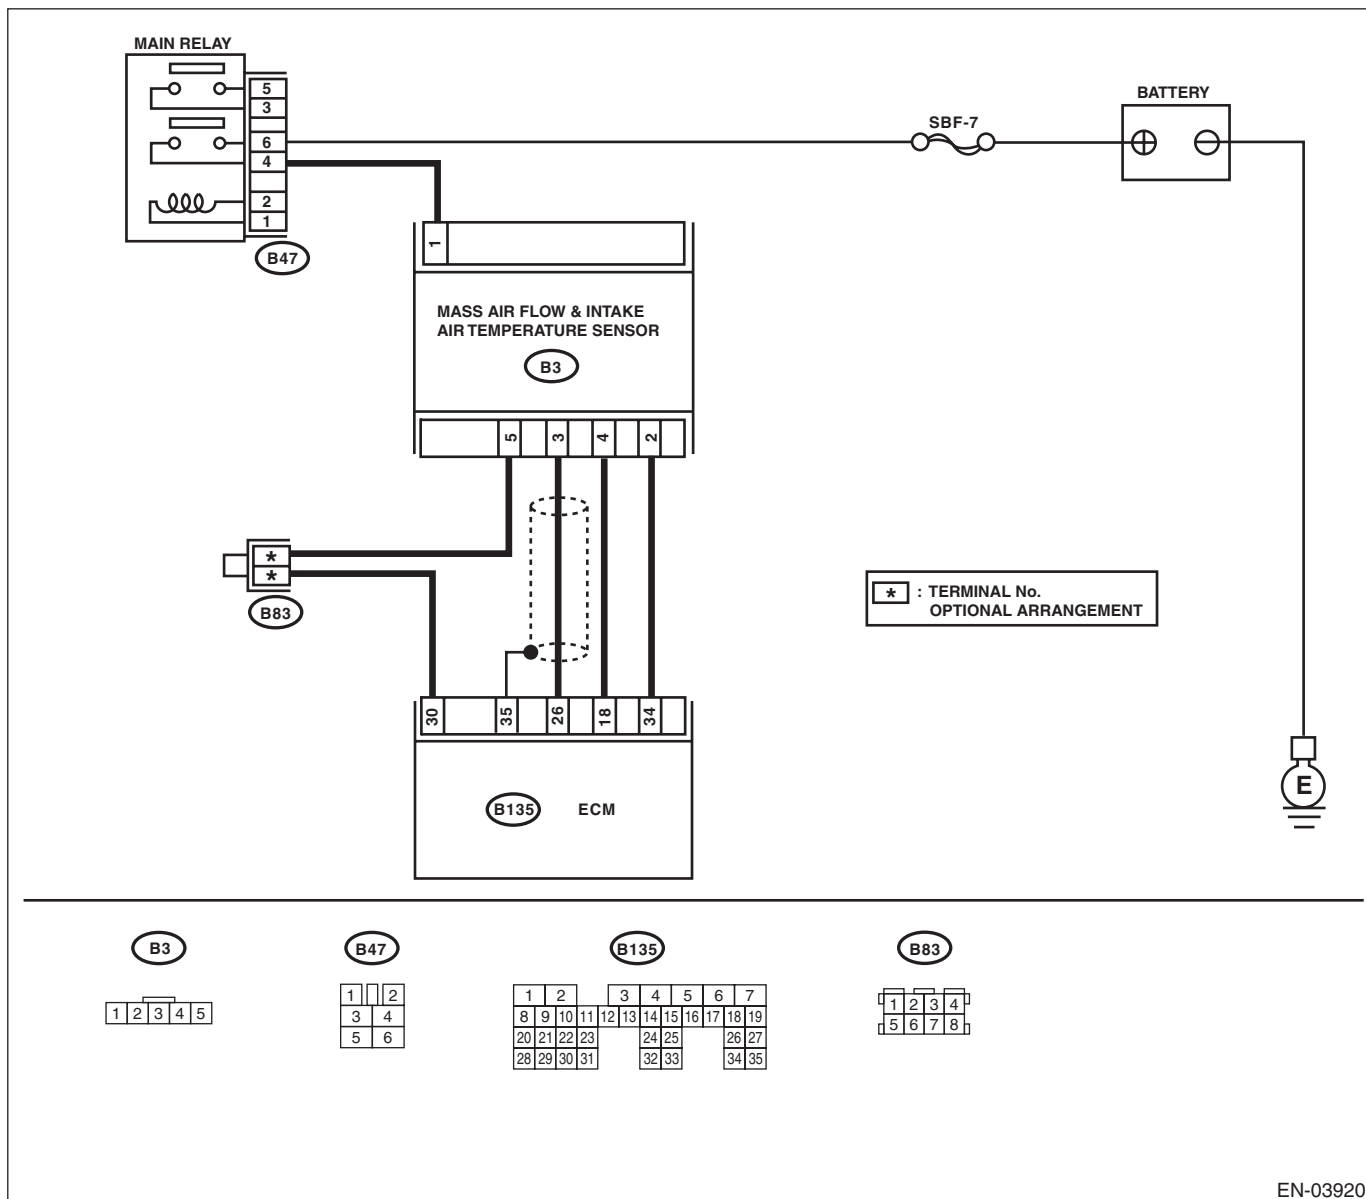 MAIN RELAY
5
3
6
4
2
1
B47
SBF-7
BATTERY
1
MASS AIR FLOW & INTAKE
AIR TEMPERATURE SENSOR
B3
5 3 4 2
*
*
B83
* : TERMINAL No.
OPTIONAL ARRANGEMENT
30 35 26 18 34
B135 ECM
E
B3 B47 B135 B83
1 2 3 4 5
1 2
3 4
5 6
1 2 3 4 5 6 7
8 9 10 11 12 13 14 15 16 17 18 19
20 21 22 23 24 25 26 27
28 29 30 31 32 33 34 35
1 2 3 4
5 6 7 8
EN-03920